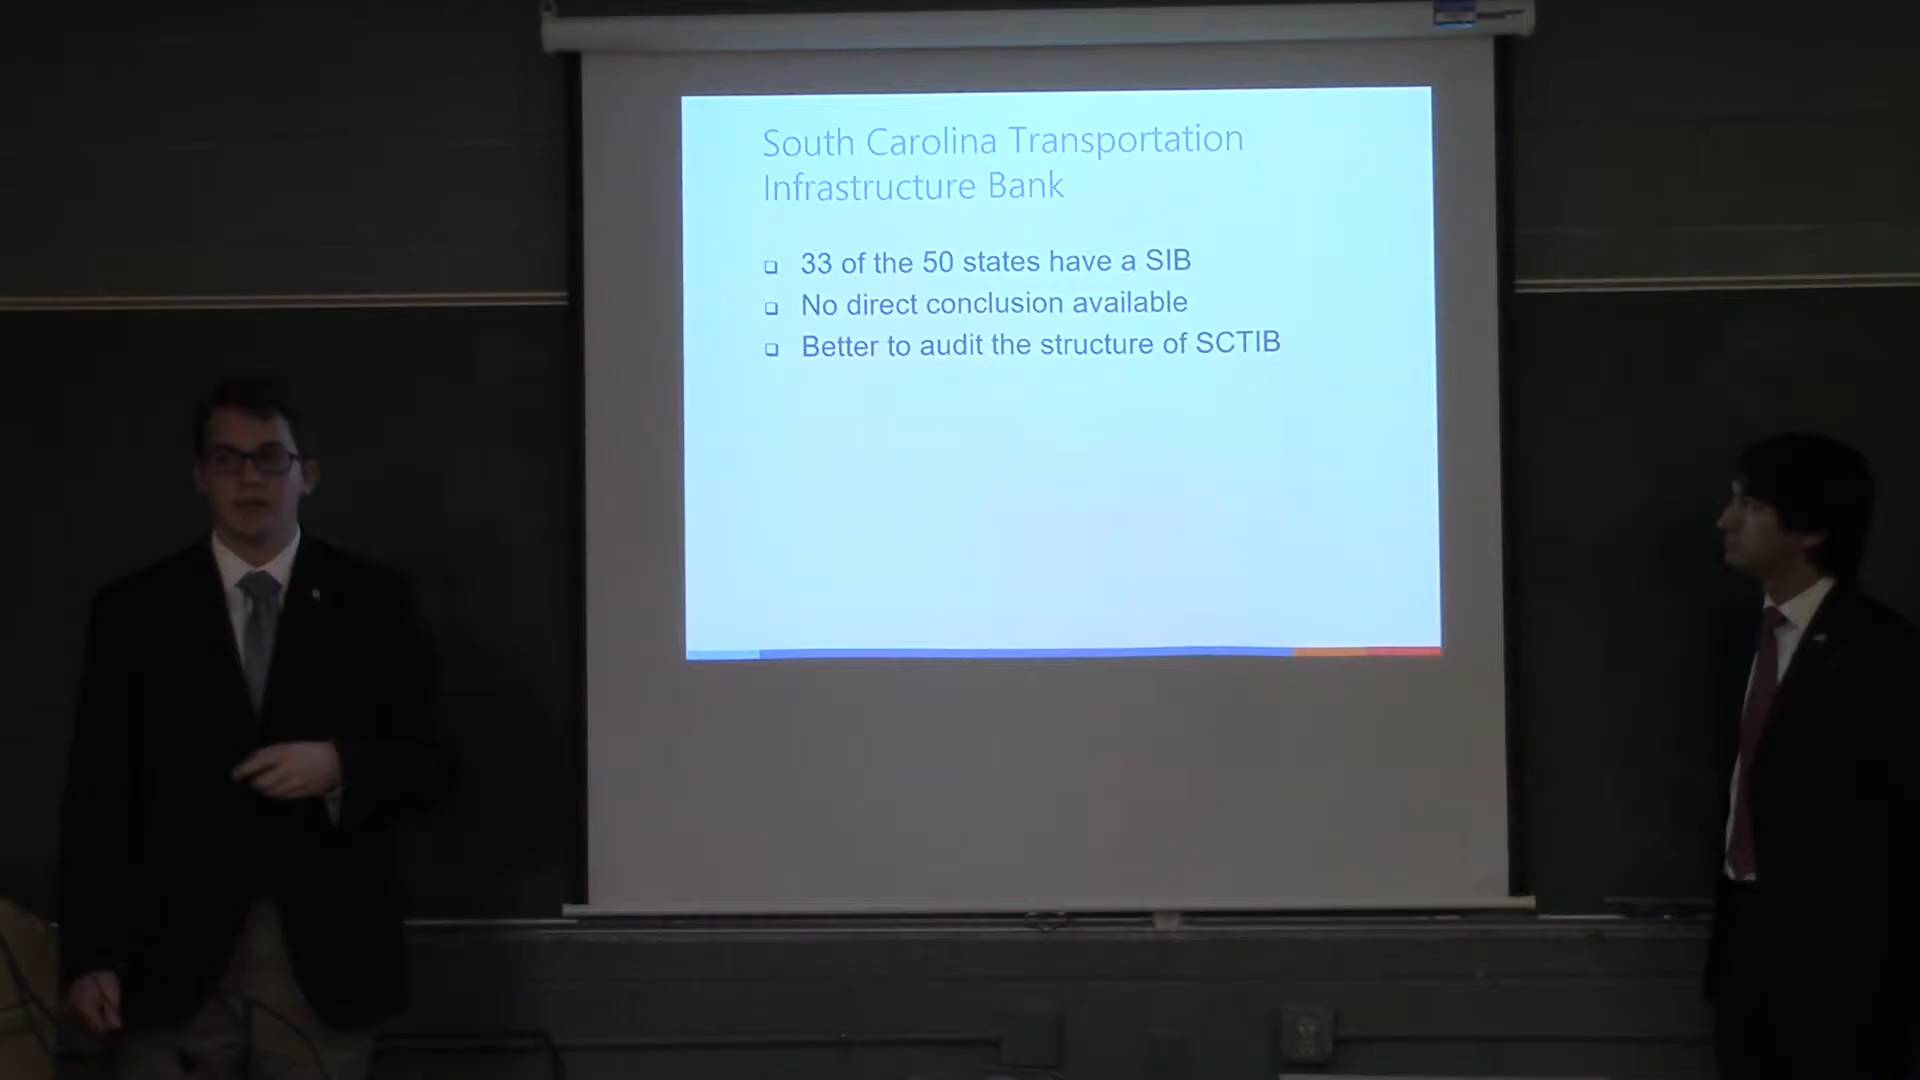 South Carolina Transportation
Infrastructure Bank
33 of the 50 states have a SIB
No direct conclusion available
Better to audit the structure of SCTIB